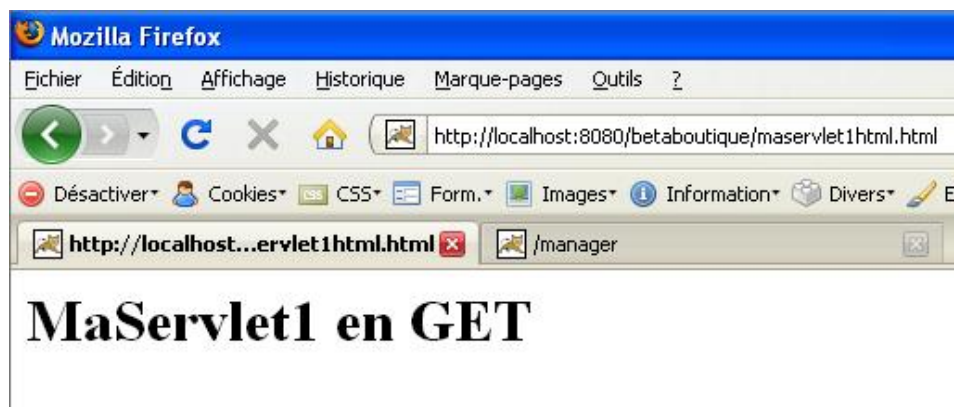 Mozilla Firefox
Fichier Édition Affichage Historique Marque-pages Outils ?
http://localhost:8080/betaboutique/maservlet1html.html
Désactiver Cookies CSS Form. Images Information Divers E
http://localhost...ervlet1html.html /manager
MaServlet1 en GET